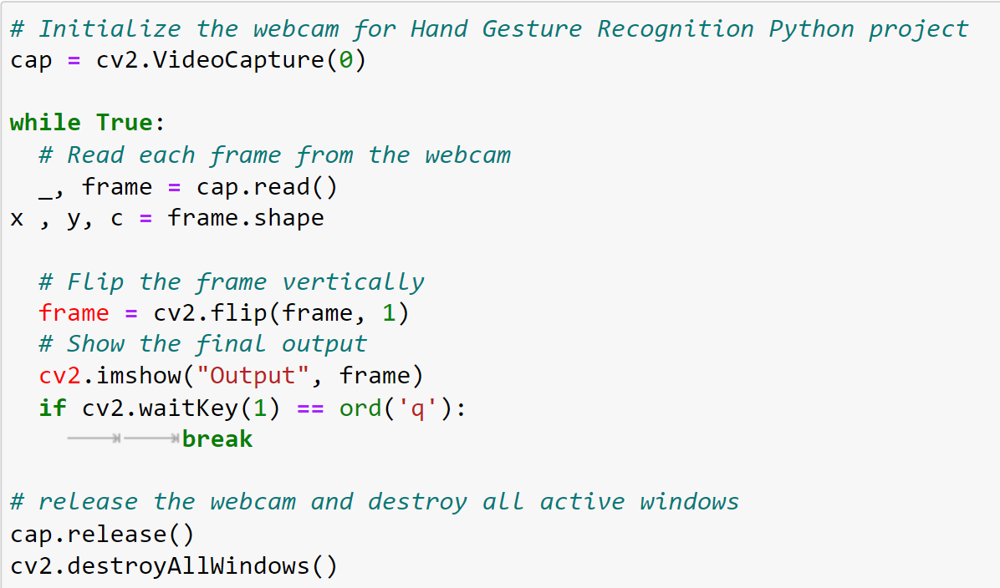 # Initialize the webcam for Hand Gesture Recognition Python project
cap = cv2.VideoCapture(0)

while True:
  # Read each frame from the webcam
  _, frame = cap.read()
x , y, c = frame.shape

  # Flip the frame vertically
  frame = cv2.flip(frame, 1)
  # Show the final output
  cv2.imshow("Output", frame)
  if cv2.waitKey(1) == ord('q'):
    		break

# release the webcam and destroy all active windows
cap.release()
cv2.destroyAllWindows()